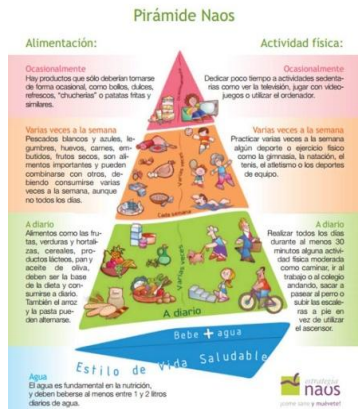 Pirámide Naos
Alimentación:
Actividad física:
Ocasionalmente
Hay productos que sólo deberían tomarse
de forma ocasional, como bollos, dulces,
refrescos, "chucherías" o patatas fritas y
similares.
Ocasionalmente
Dedicar poco tiempo a actividades sedenta-
rias como ver la televisión, jugar con video-
juegos o utilizar el ordenador.
Varias veces a la semana
Pescados blancos y azules, le-
gumbres, huevos, carnes, em-
butidos, frutos secos, son ali-
mentos importantes y pueden
combinarse con otros, de-
biendo consumirse varias
veces a la semana, aunque
no todos los días.
Varias veces a la semana
Practicar varias veces a la semana
algún deporte o ejercicio físico
como la gimnasia, la natación, el
tenis, el atletismo o los deportes
de equipo.
Cada semana
A diario
Alimentos como las fru-
tas, verduras y hortali-
zas, cereales, pro-
ductos lácteos, pan y
aceite de oliva,
deben ser la base
de la dieta y con-
sumirse a diario.
También el arroz
y la pasta pue-
den alternarse.
A diario
Realizar todos los días
durante al menos 30
minutos alguna activi-
dad física moderada
como caminar, ir al
trabajo o al colegio
andando, sacar a
pasear al perro o
subir las escale-
ras a pie en
vez de utilizar
el ascensor.
Varias veces
A diario
Bebe + agua
Estilo de Vida Saludable
Agua
El agua es fundamental en la nutrición,
y deben beberse al menos entre 1 y 2 litros
diarios de agua.
estrategia
naos
¡come sano y muévete!